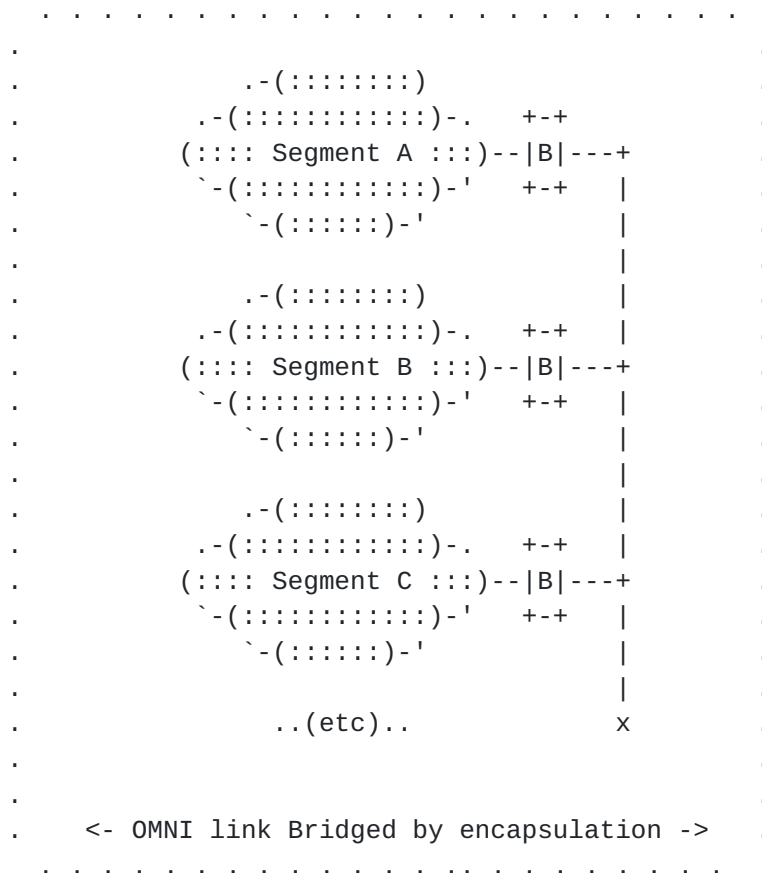 . . . . . . . . . . . . . . . . . . . . . . .
.                                               .
.              .-(::::::::)                     .
.           .-(::::::::::::)-.   +-+            .
.          (:::: Segment A :::)--|B|---+        .
.           `-(::::::::::::)-'   +-+   |        .
.              `-(::::::)-'            |        .
.                                      |        .
.              .-(::::::::)            |        .
.           .-(::::::::::::)-.   +-+   |        .
.          (:::: Segment B :::)--|B|---+        .
.           `-(::::::::::::)-'   +-+   |        .
.              `-(::::::)-'            |        .
.                                      |        .
.              .-(::::::::)            |        .
.           .-(::::::::::::)-.   +-+   |        .
.          (:::: Segment C :::)--|B|---+        .
.           `-(::::::::::::)-'   +-+   |        .
.              `-(::::::)-'            |        .
.                                      |        .
.                ..(etc)..             x        .
.                                               .
.                                               .
.    <- OMNI link Bridged by encapsulation ->   .
. . . . . . . . . . . . . .. . . . . . . . .